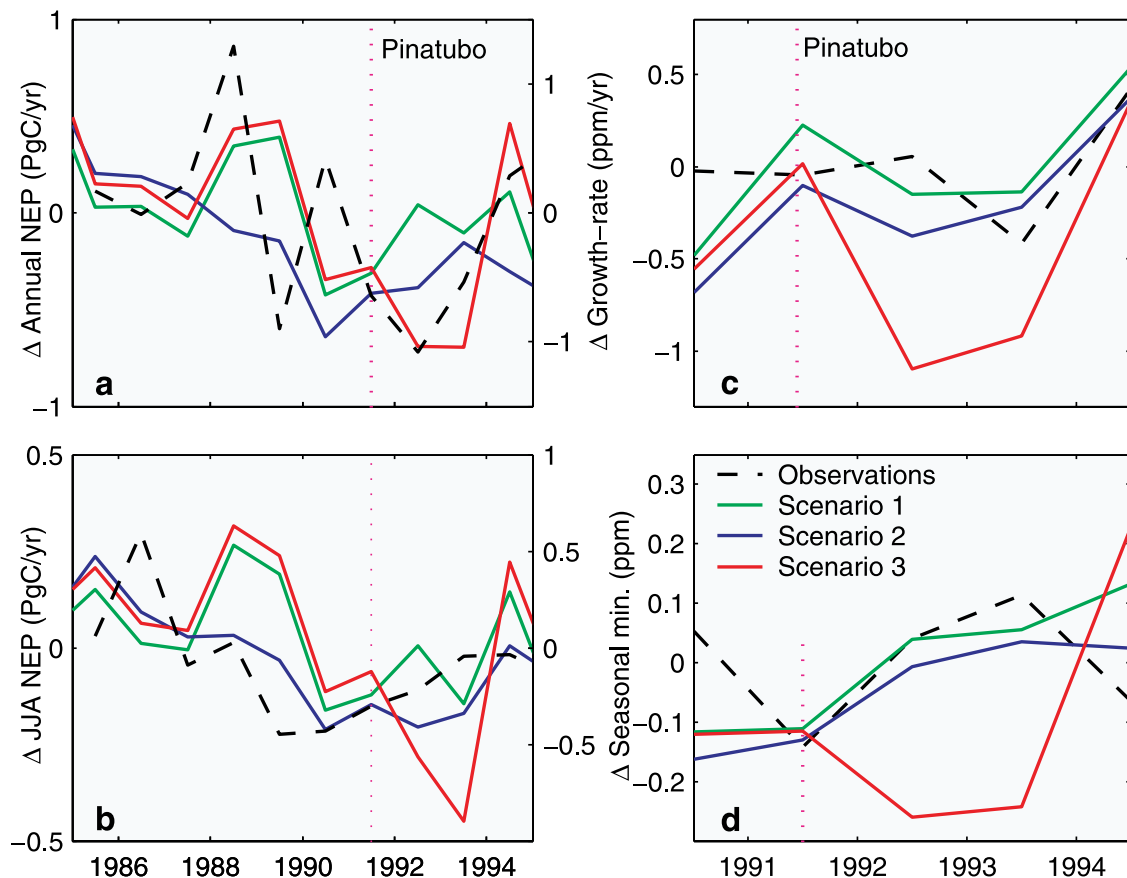 1
0
−1
Δ Annual NEP (PgC/yr)
a
Pinatubo
1
0
−1
Δ Growth-rate (ppm/yr)
0.5
0
−0.5
−1
c
Pinatubo
0.5
0
−0.5
Δ JJA NEP (PgC/yr)
b
1
0.5
0
−0.5
1986
1988
1990
1992
1994
Δ Seasonal min. (ppm)
0.3
0.2
0.1
0
−0.1
−0.2
d
Observations
Scenario 1
Scenario 2
Scenario 3
1991
1992
1993
1994